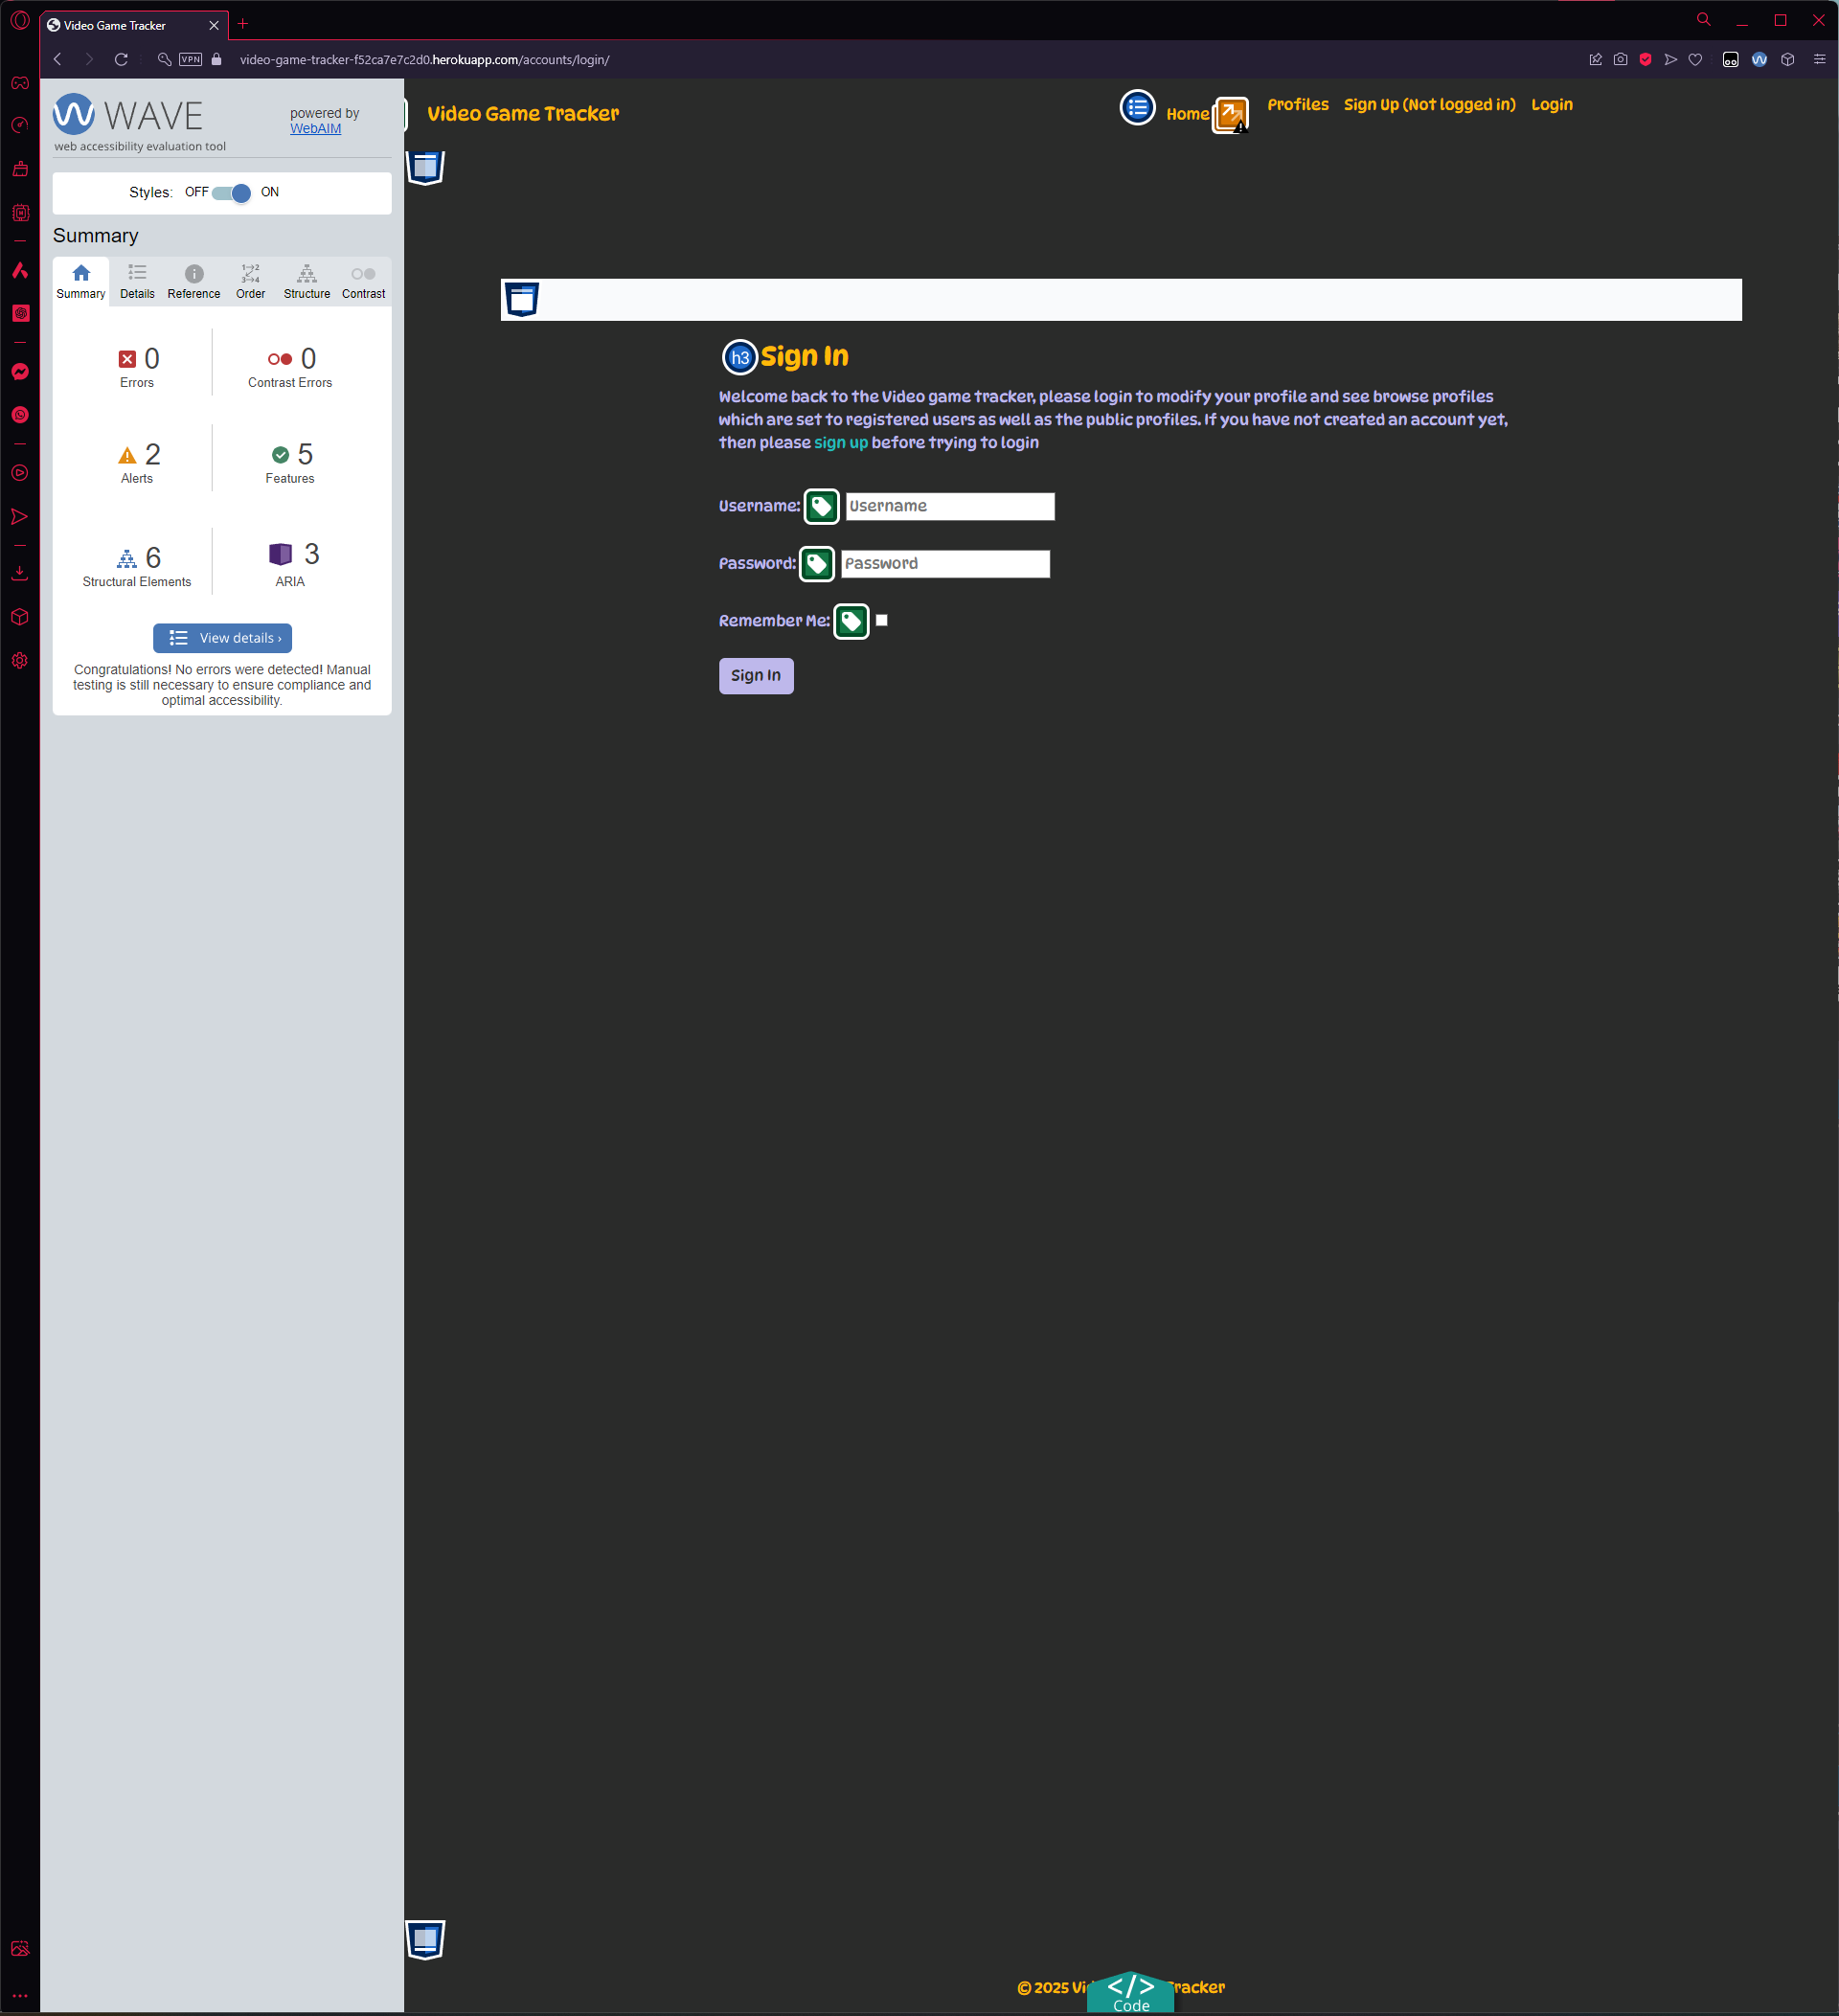 Video Game Tracker
VPN
video-game-tracker-f52ca7e7c2d0.herokuapp.com/accounts/login/
WAVE
powered by
WebAIM
web accessibility evaluation tool
Styles: OFF ON
Summary
Summary Details Reference Order Structure Contrast
0
Errors
0
Contrast Errors
2
Alerts
5
Features
6
Structural Elements
3
ARIA
View details ›
Congratulations! No errors were detected! Manual
testing is still necessary to ensure compliance and
optimal accessibility.
Video Game Tracker
Home Profiles Sign Up (Not logged in) Login
h3 Sign In
Welcome back to the Video game tracker, please login to modify your profile and see browse profiles
which are set to registered users as well as the public profiles. If you have not created an account yet,
then please sign up before trying to login
Username: Username
Password: Password
Remember Me:
Sign In
© 2025 Vi Tracker
</> Code